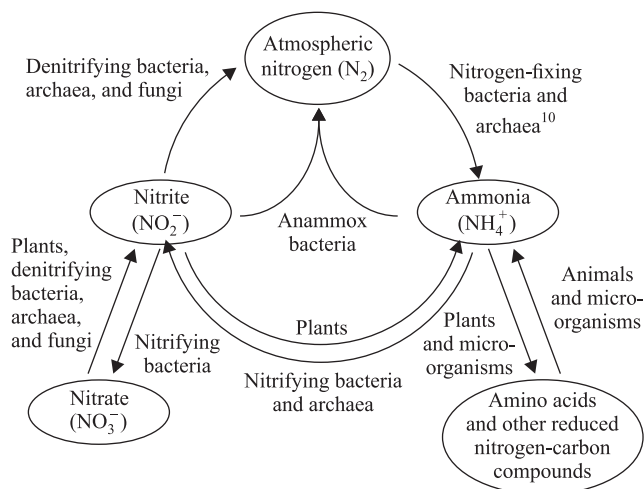 Atmospheric
nitrogen (N₂)
Denitrifying bacteria,
archaea, and fungi
Nitrogen-fixing
bacteria and
archaea¹⁰
Nitrite
(NO₂⁻)
Anammox
bacteria
Ammonia
(NH₄⁺)
Plants,
denitrifying
bacteria,
archaea,
and fungi
Nitrifying
bacteria
Plants
Nitrifying bacteria
and archaea
Plants
and micro-
organisms
Animals
and micro-
organisms
Nitrate
(NO₃⁻)
Amino acids
and other reduced
nitrogen-carbon
compounds